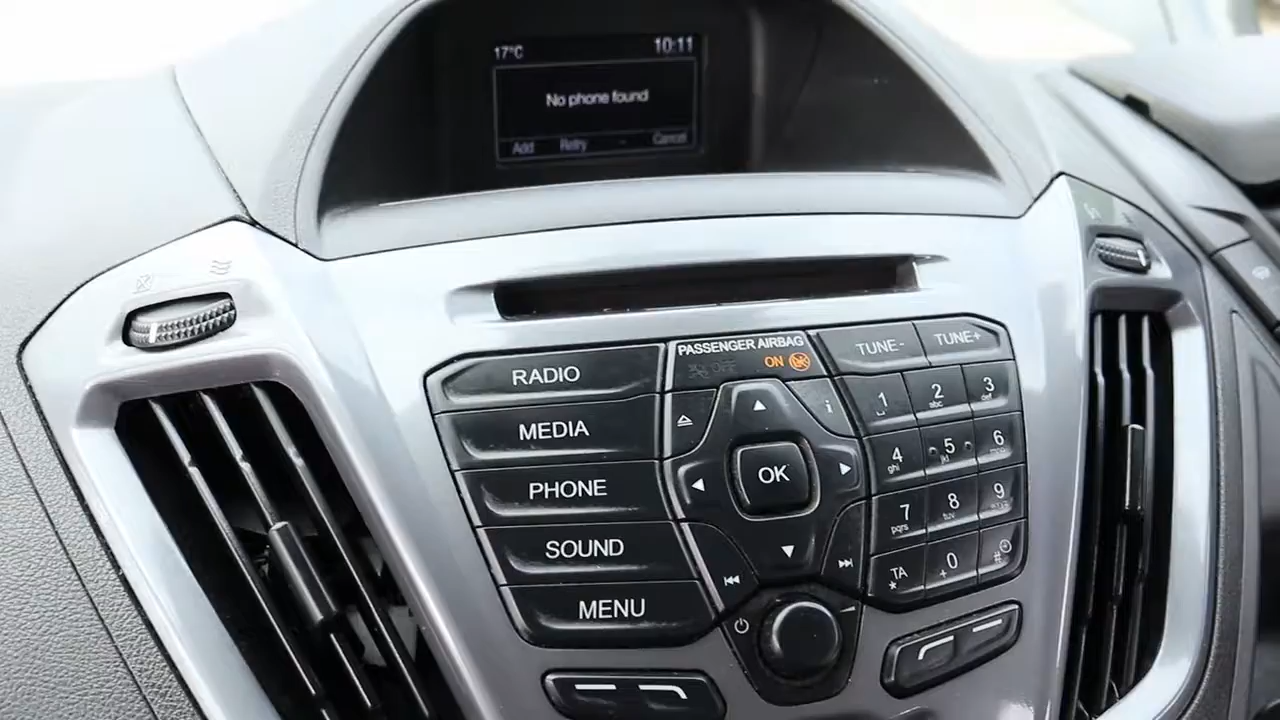 17°C 10:11
No phone found
Add Retry Cancel
PASSENGER AIRBAG
OFF ON
TUNE- TUNE+
RADIO
MEDIA
PHONE
SOUND
MENU
i
OK
1 2 abc 3 def
4 ghi 5 jkl 6 mno
7 pqrs 8 tuv 9
TA * 0 + #